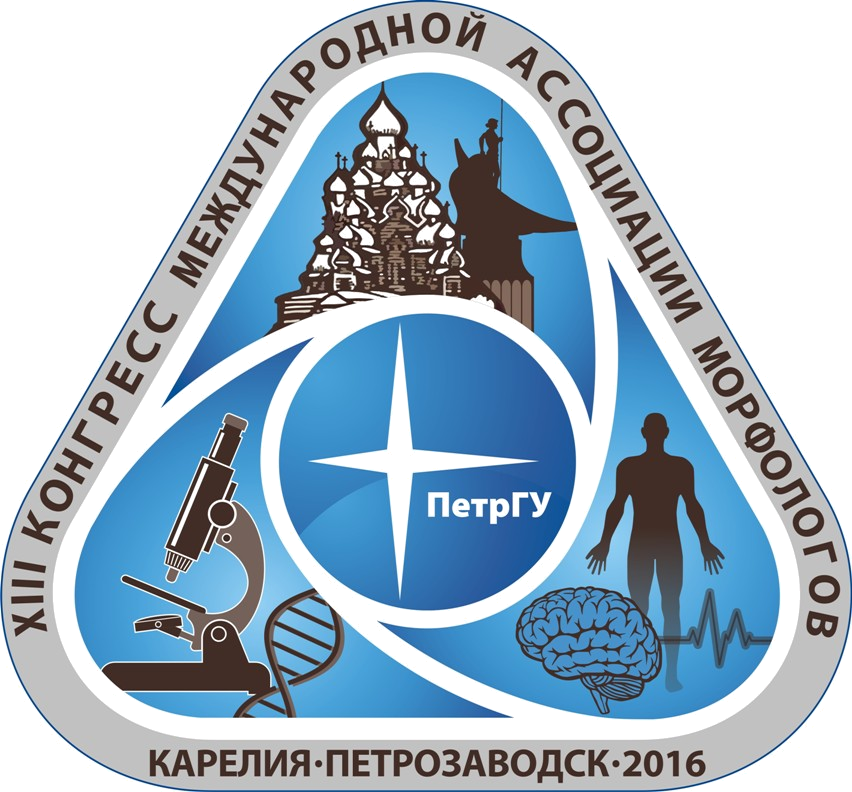 XIII КОНГРЕСС МЕЖДУНАРОДНОЙ АССОЦИАЦИИ МОРФОЛОГОВ
ПетрГУ
КАРЕЛИЯ·ПЕТРОЗАВОДСК·2016